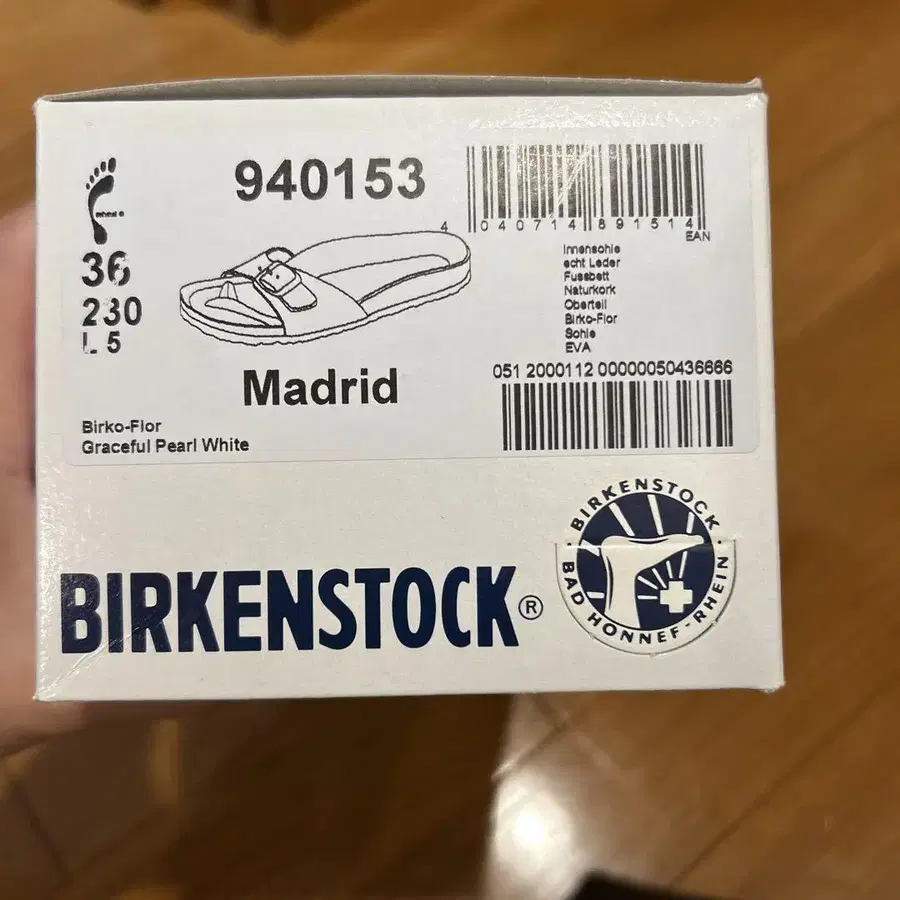 940153
36
230
L 5
Madrid
Birko-Flor
Graceful Pearl White
4 040714 891514
EAN
Innensohle
echt Leder
Fussbett
Naturkork
Oberteil
Birko-Flor
Sohle
EVA
051 2000112 00000050436666
BIRKENSTOCK®
BIRKENSTOCK
BAD HONNEF-RHEIN